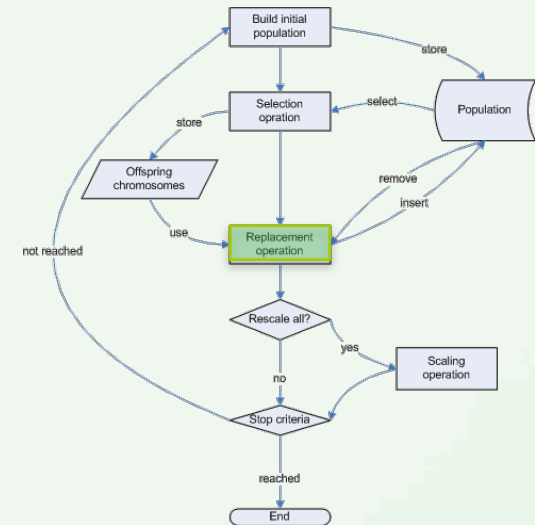 Build initial
population
store
Selection
opration
select
Population
store
Offspring
chromosomes
remove
insert
use
Replacement
operation
not reached
Rescale all?
yes
Scaling
operation
no
Stop criteria
reached
End